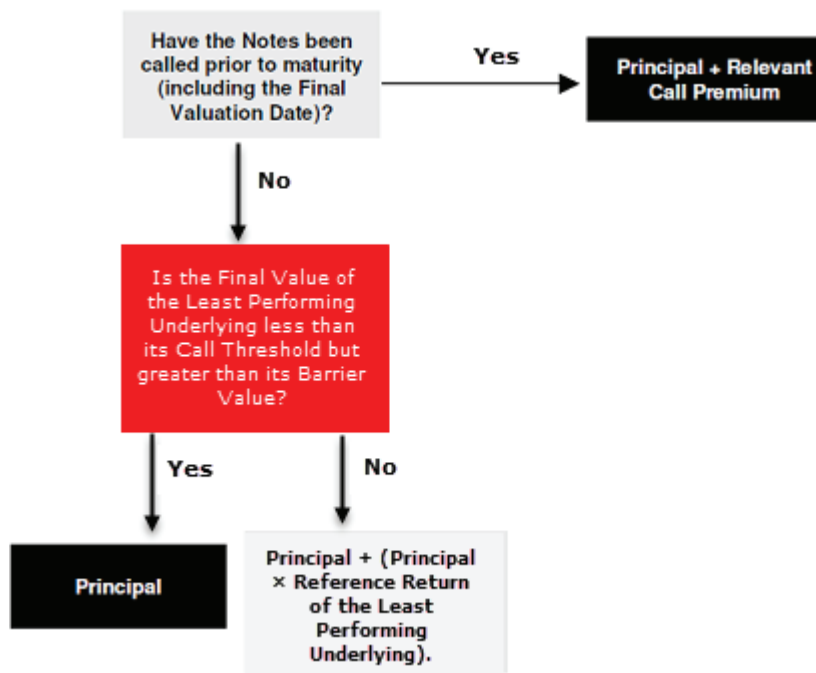 Have the Notes been
called prior to maturity
(including the Final
Valuation Date)?
Yes
Principal + Relevant
Call Premium
No
Is the Final Value of
the Least Performing
Underlying less than
its Call Threshold but
greater than its Barrier
Value?
Yes
No
Principal
Principal + (Principal
× Reference Return
of the Least
Performing
Underlying).